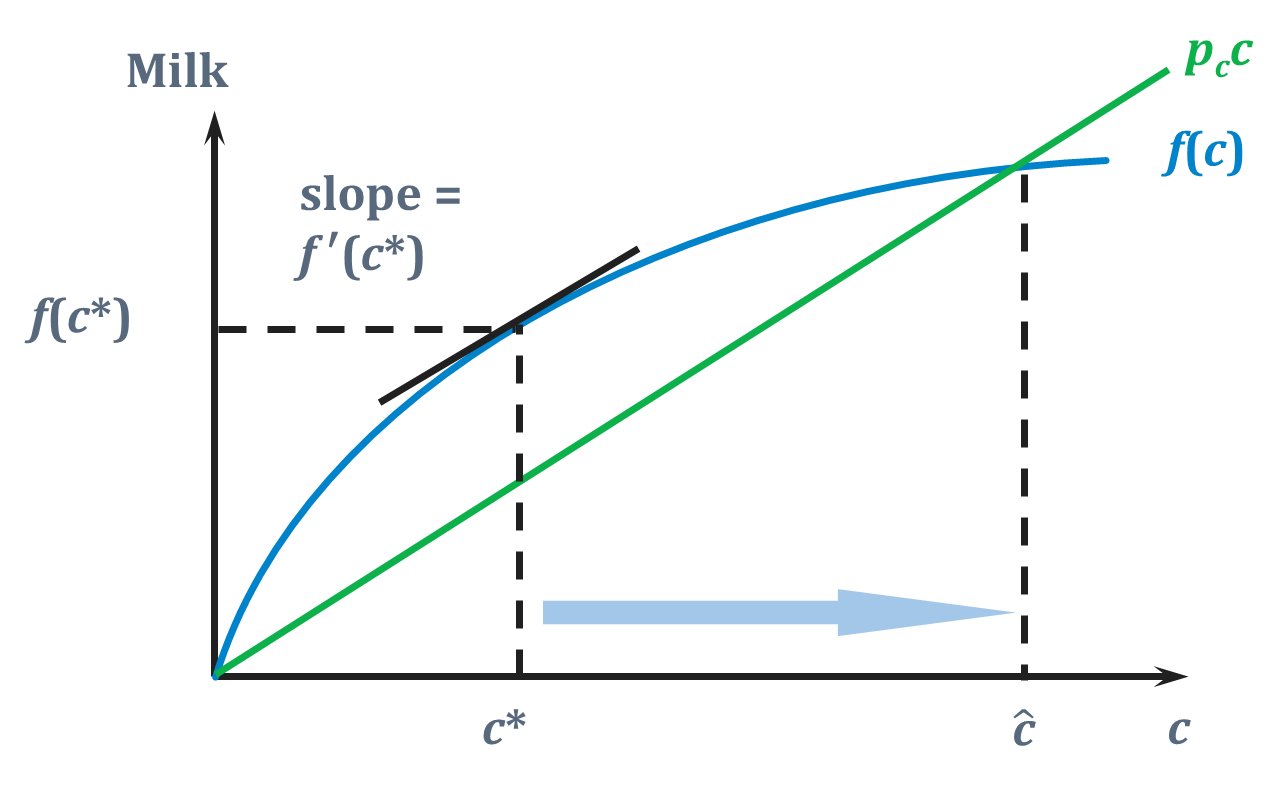 Milk
p_c c
f(c)
slope =
f′(c*)
f(c*)
c*
ĉ
c